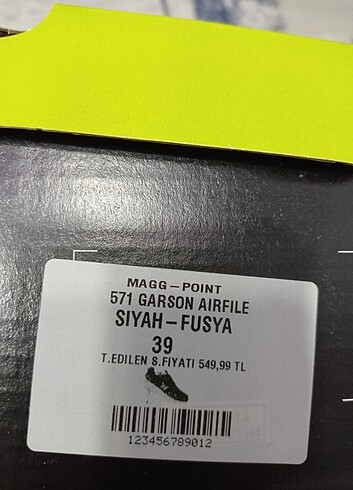 MAGG-POINT
571 GARSON AIRFILE
SIYAH-FUSYA
39
T.EDILEN S.FIYATI 549,99 TL
123456789012